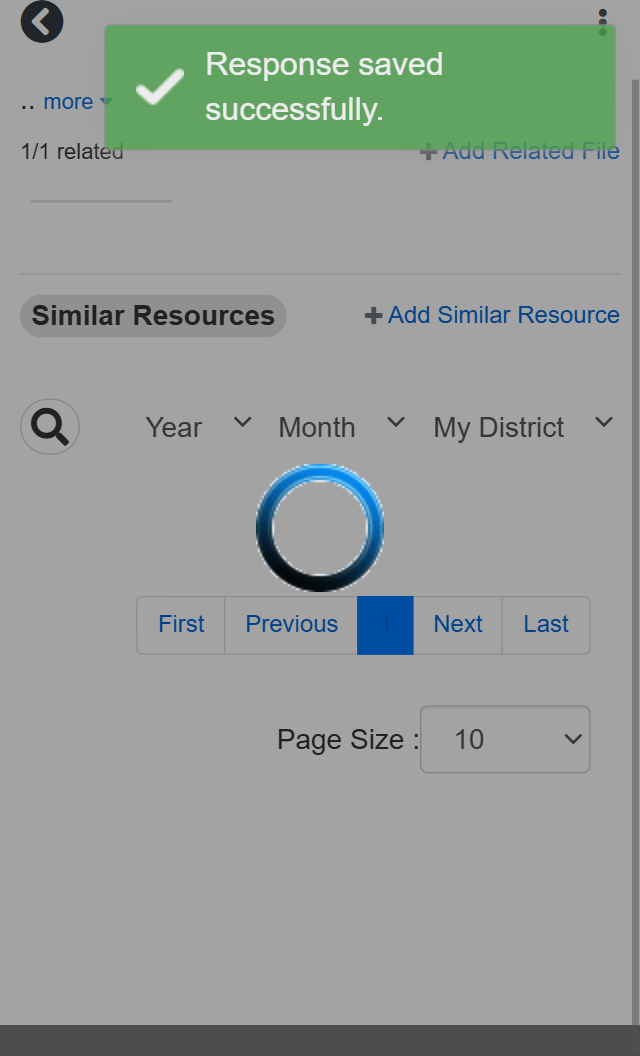 Response saved
successfully.
.. more
1/1 related
Add Related File
Similar Resources
Add Similar Resource
Year
Month
My District
First
Previous
1
Next
Last
Page Size :
10